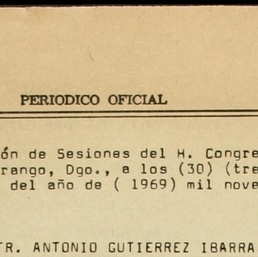 PERIODICO OFICIAL
ón de Sesiones del H. Congre
rango, Dgo., a los (30) (tre
del año de ( 1969) mil nove
TR. ANTONIO GUTIERREZ IBARRA